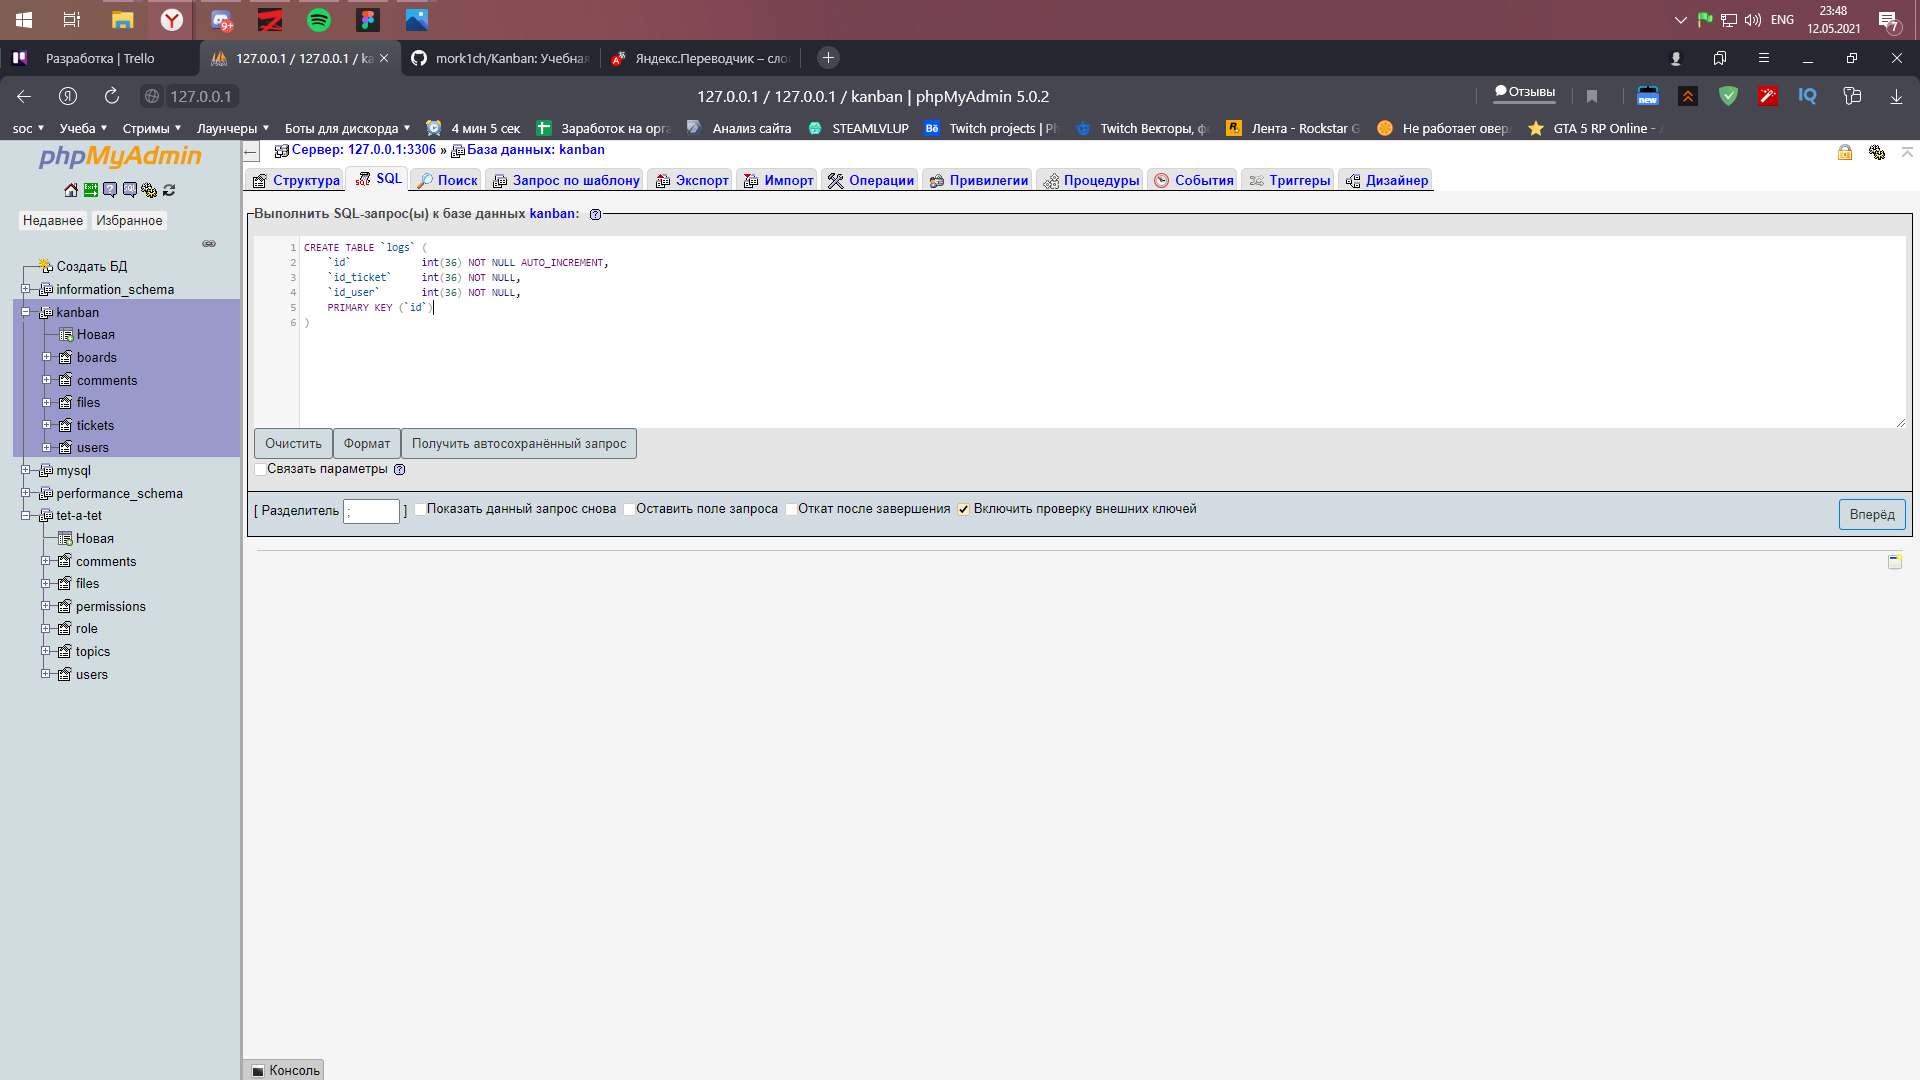 ENG
23:48
12.05.2021
7
9+
Разработка | Trello
127.0.0.1 / 127.0.0.1 / ka
mork1ch/Kanban: Учебная
Яндекс.Переводчик – сло
127.0.0.1
127.0.0.1 / 127.0.0.1 / kanban | phpMyAdmin 5.0.2
Отзывы
new
IQ
soc
Учеба
Стримы
Лаунчеры
Боты для дискорда
4 мин 5 сек
Заработок на орга
Анализ сайта
STEAMLVLUP
Bē Twitch projects | Ph
Twitch Векторы, ф
Лента - Rockstar G
Не работает овер
GTA 5 RP Online -
phpMyAdmin
Недавнее
Избранное
Создать БД
information_schema
kanban
Новая
boards
comments
files
tickets
users
mysql
performance_schema
tet-a-tet
Новая
comments
files
permissions
role
topics
users
Сервер: 127.0.0.1:3306 » База данных: kanban
Структура
SQL
Поиск
Запрос по шаблону
Экспорт
Импорт
Операции
Привилегии
Процедуры
События
Триггеры
Дизайнер
Выполнить SQL-запрос(ы) к базе данных kanban:
1 CREATE TABLE `logs` (
2 `id` int(36) NOT NULL AUTO_INCREMENT,
3 `id_ticket` int(36) NOT NULL,
4 `id_user` int(36) NOT NULL,
5 PRIMARY KEY (`id`)
6 )
Очистить
Формат
Получить автосохранённый запрос
Связать параметры
[ Разделитель ; ]
Показать данный запрос снова
Оставить поле запроса
Откат после завершения
Включить проверку внешних ключей
Вперёд
Консоль